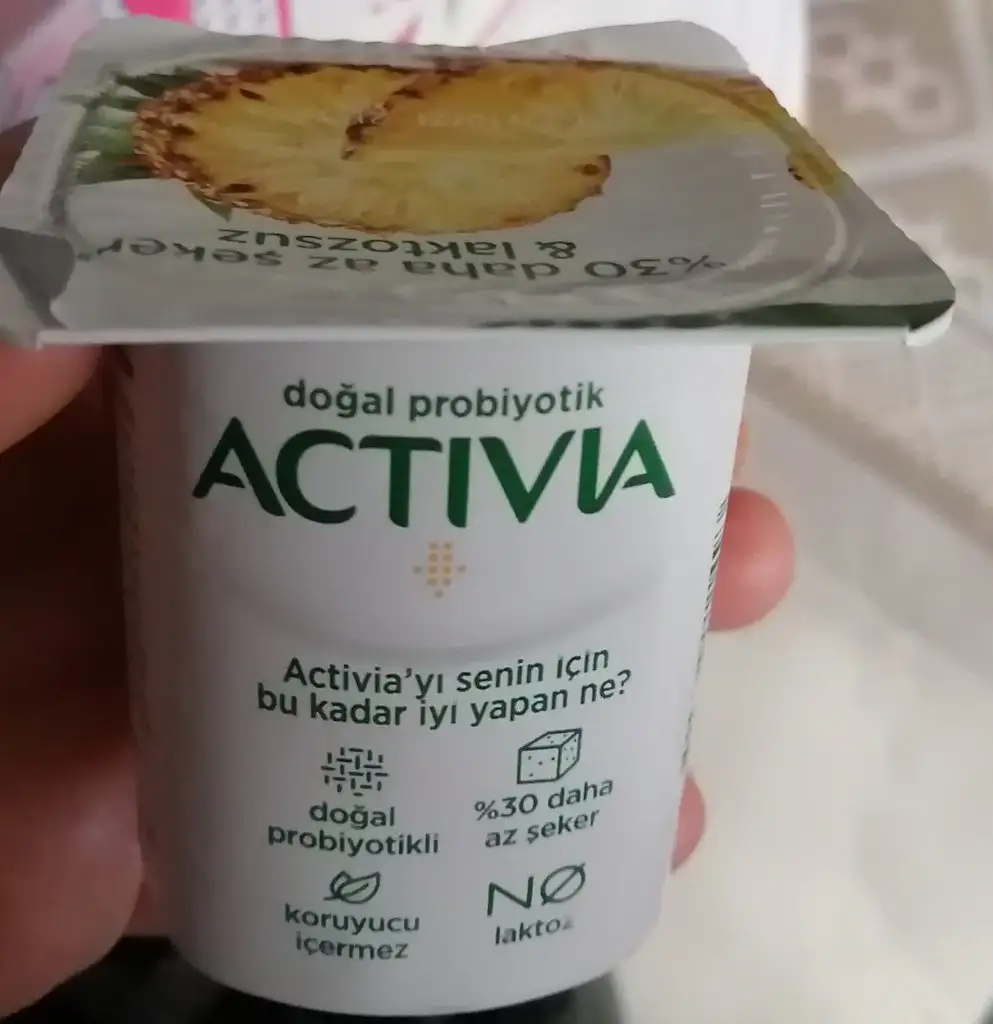 %30 daha az şeker*
& laktozsuz
doğal probiyotik
ACTIVIA
Activia'yı senin için
bu kadar iyi yapan ne?
doğal
probiyotikli
%30 daha
az şeker
koruyucu
içermez
NØ
laktoz